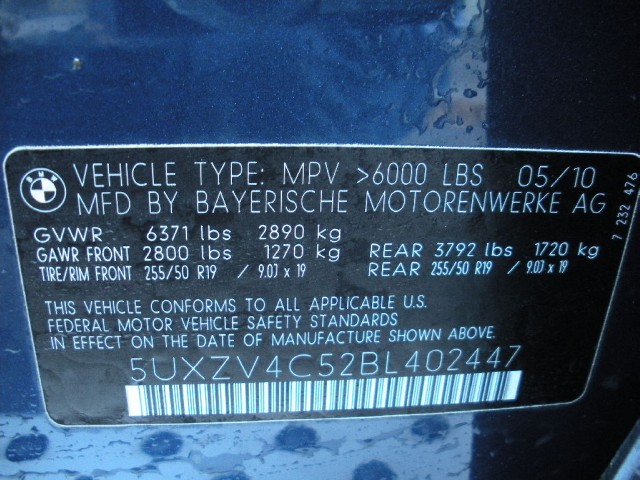 BMW
VEHICLE TYPE: MPV >6000 LBS 05/10
MFD BY BAYERISCHE MOTORENWERKE AG
GVWR 6371 lbs 2890 kg
GAWR FRONT 2800 lbs 1270 kg REAR 3792 lbs 1720 kg
TIRE/RIM FRONT 255/50 R19 / 9.0J x 19 REAR 255/50 R19 / 9.0J x 19
THIS VEHICLE CONFORMS TO ALL APPLICABLE U.S.
FEDERAL MOTOR VEHICLE SAFETY STANDARDS
IN EFFECT ON THE DATE OF MANUFACTURE SHOWN ABOVE.
5UXZV4C52BL402447
7 232 476